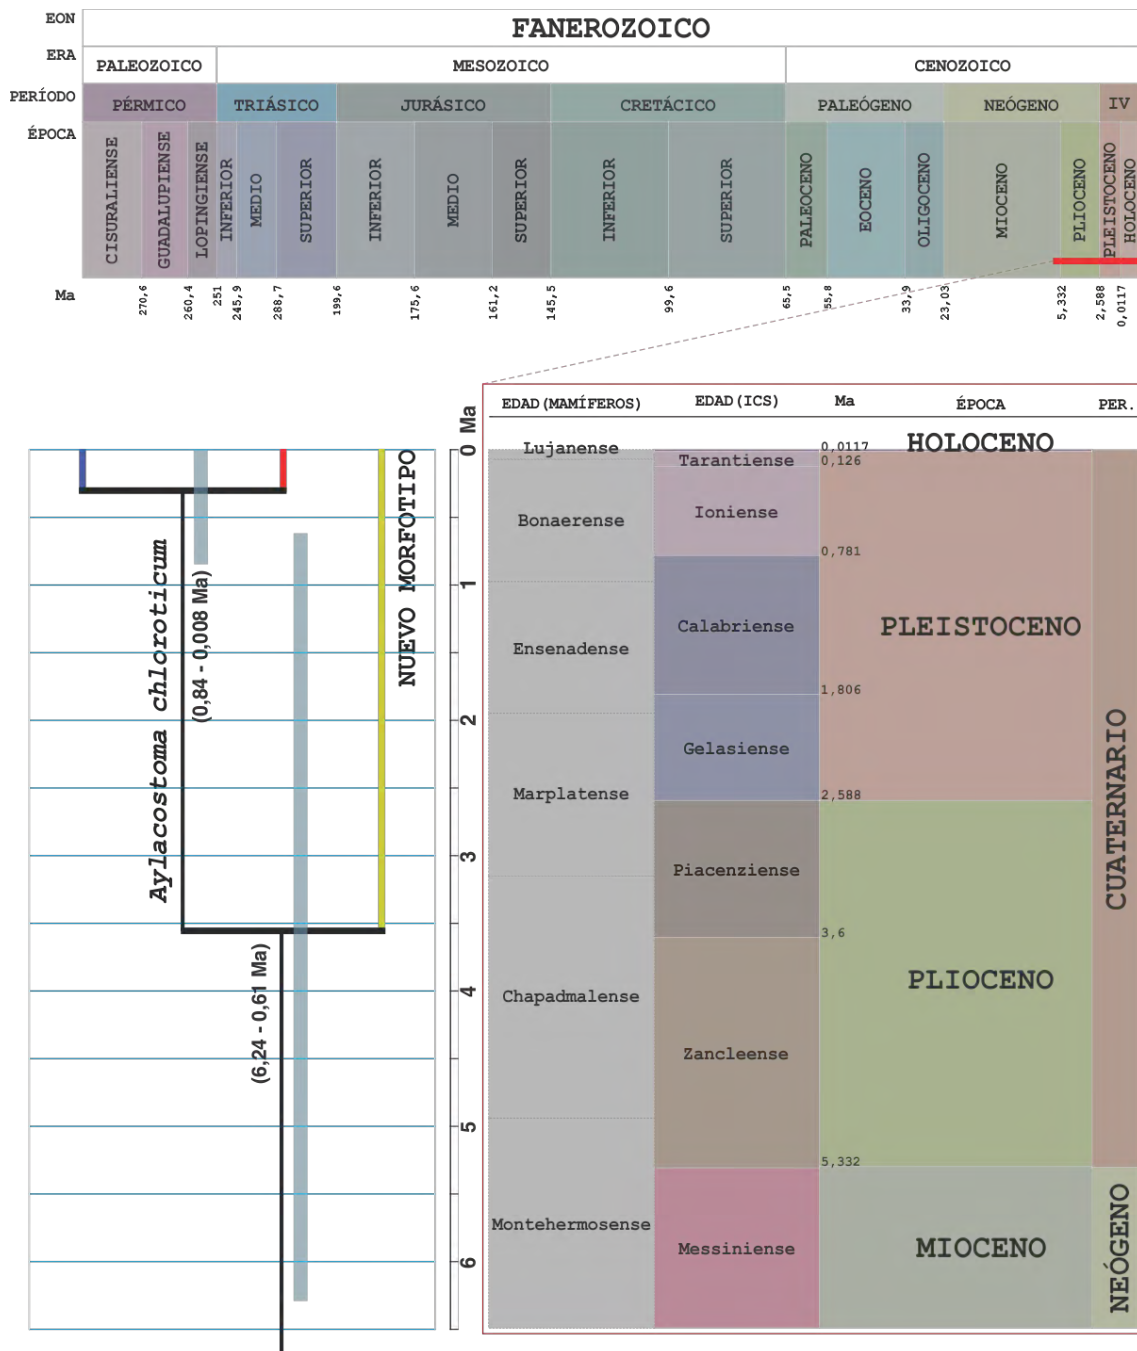 EON
FANEROZOICO
ERA
PALEOZOICO MESOZOICO CENOZOICO
PERÍODO
PÉRMICO TRIÁSICO JURÁSICO CRETÁCICO PALEÓGENO NEÓGENO IV
ÉPOCA
CISURALIENSE GUADALUPIENSE LOPINGIENSE INFERIOR MEDIO SUPERIOR INFERIOR MEDIO SUPERIOR INFERIOR SUPERIOR PALEOCENO EOCENO OLIGOCENO MIOCENO PLIOCENO PLEISTOCENO HOLOCENO
Ma
270,6 260,4 251 245,9 288,7 199,6 175,6 161,2 145,5 99,6 65,5 55,8 33,9 23,03 5,332 2,588 0,0117
Aylacostoma chloroticum
(0,84 - 0,008 Ma)
NUEVO MORFOTIPO
(6,24 - 0,61 Ma)
0 Ma
1
2
3
4
5
6
EDAD(MAMÍFEROS) EDAD(ICS) Ma ÉPOCA PER.
Lujanense
Bonaerense
Ensenadense
Marplatense
Chapadmalense
Montehermosense
Tarantiense
Ioniense
Calabriense
Gelasiense
Piacenziense
Zancleense
Messiniense
0,0117
0,126
0,781
1,806
2,588
3,6
5,332
HOLOCENO
PLEISTOCENO
PLIOCENO
MIOCENO
CUATERNARIO
NEÓGENO